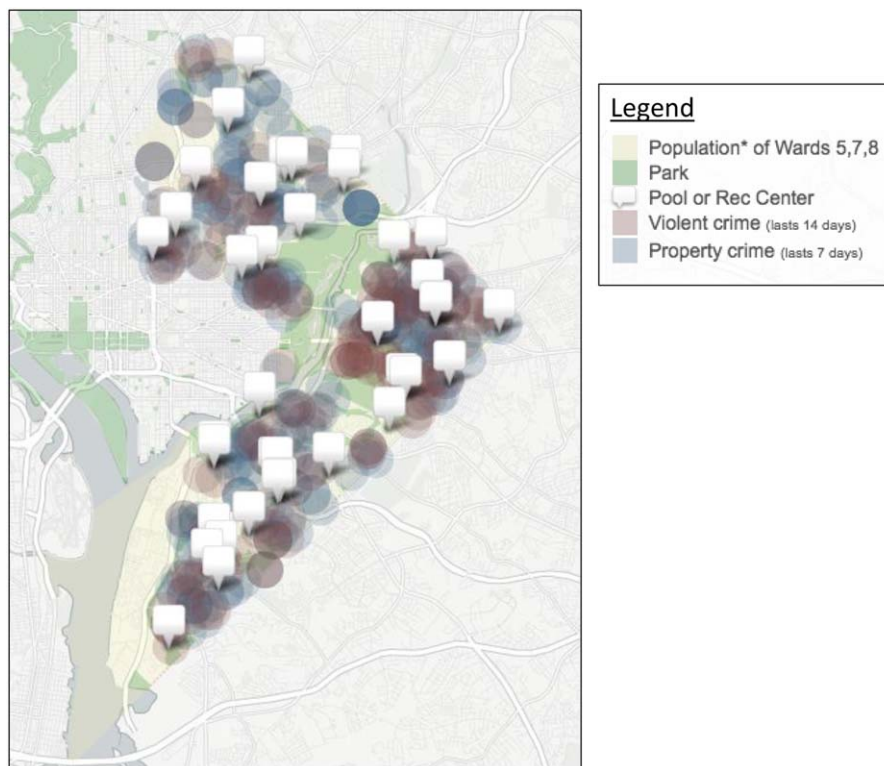 Legend
Population* of Wards 5,7,8
Park
Pool or Rec Center
Violent crime (lasts 14 days)
Property crime (lasts 7 days)